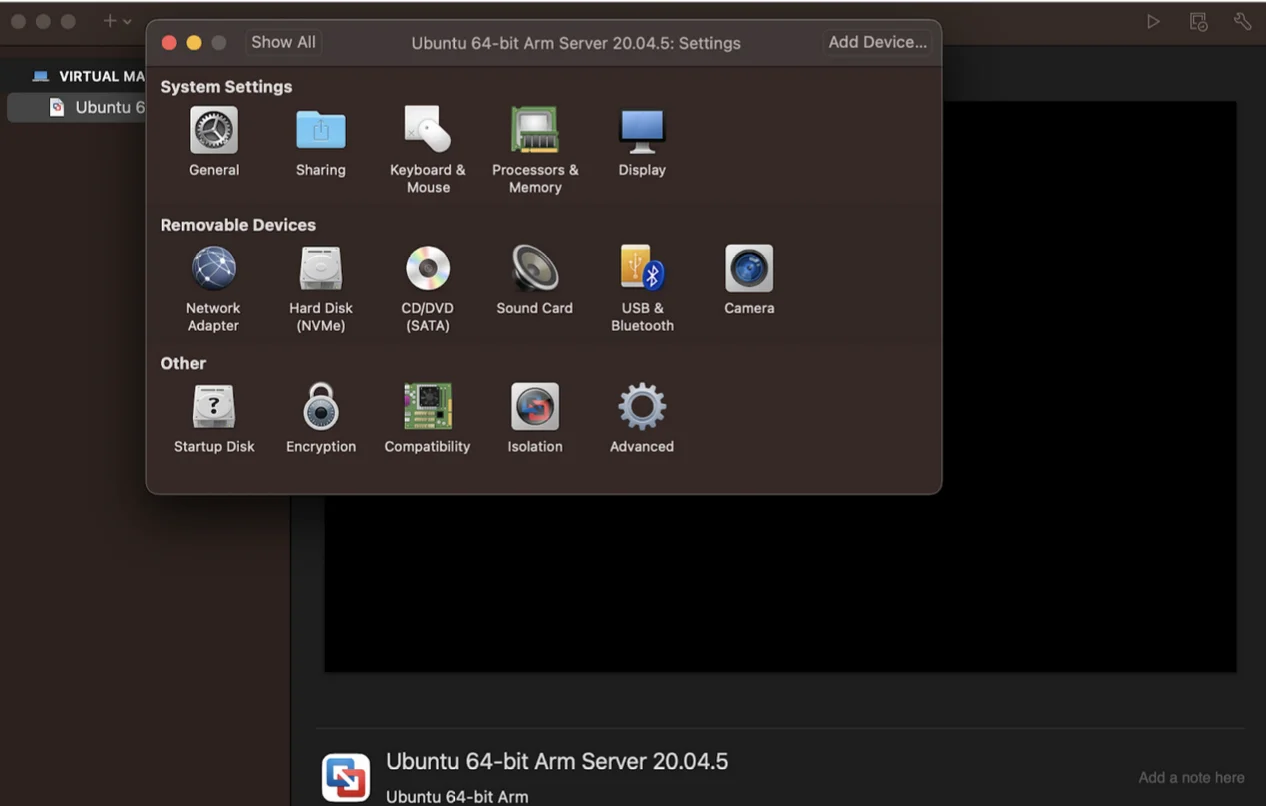 Show All
Ubuntu 64-bit Arm Server 20.04.5: Settings
Add Device...
VIRTUAL MA
Ubuntu 6
System Settings
General
Sharing
Keyboard &
Mouse
Processors &
Memory
Display
Removable Devices
Network
Adapter
Hard Disk
(NVMe)
CD/DVD
(SATA)
Sound Card
USB &
Bluetooth
Camera
Other
Startup Disk
Encryption
Compatibility
Isolation
Advanced
Ubuntu 64-bit Arm Server 20.04.5
Ubuntu 64-bit Arm
Add a note here